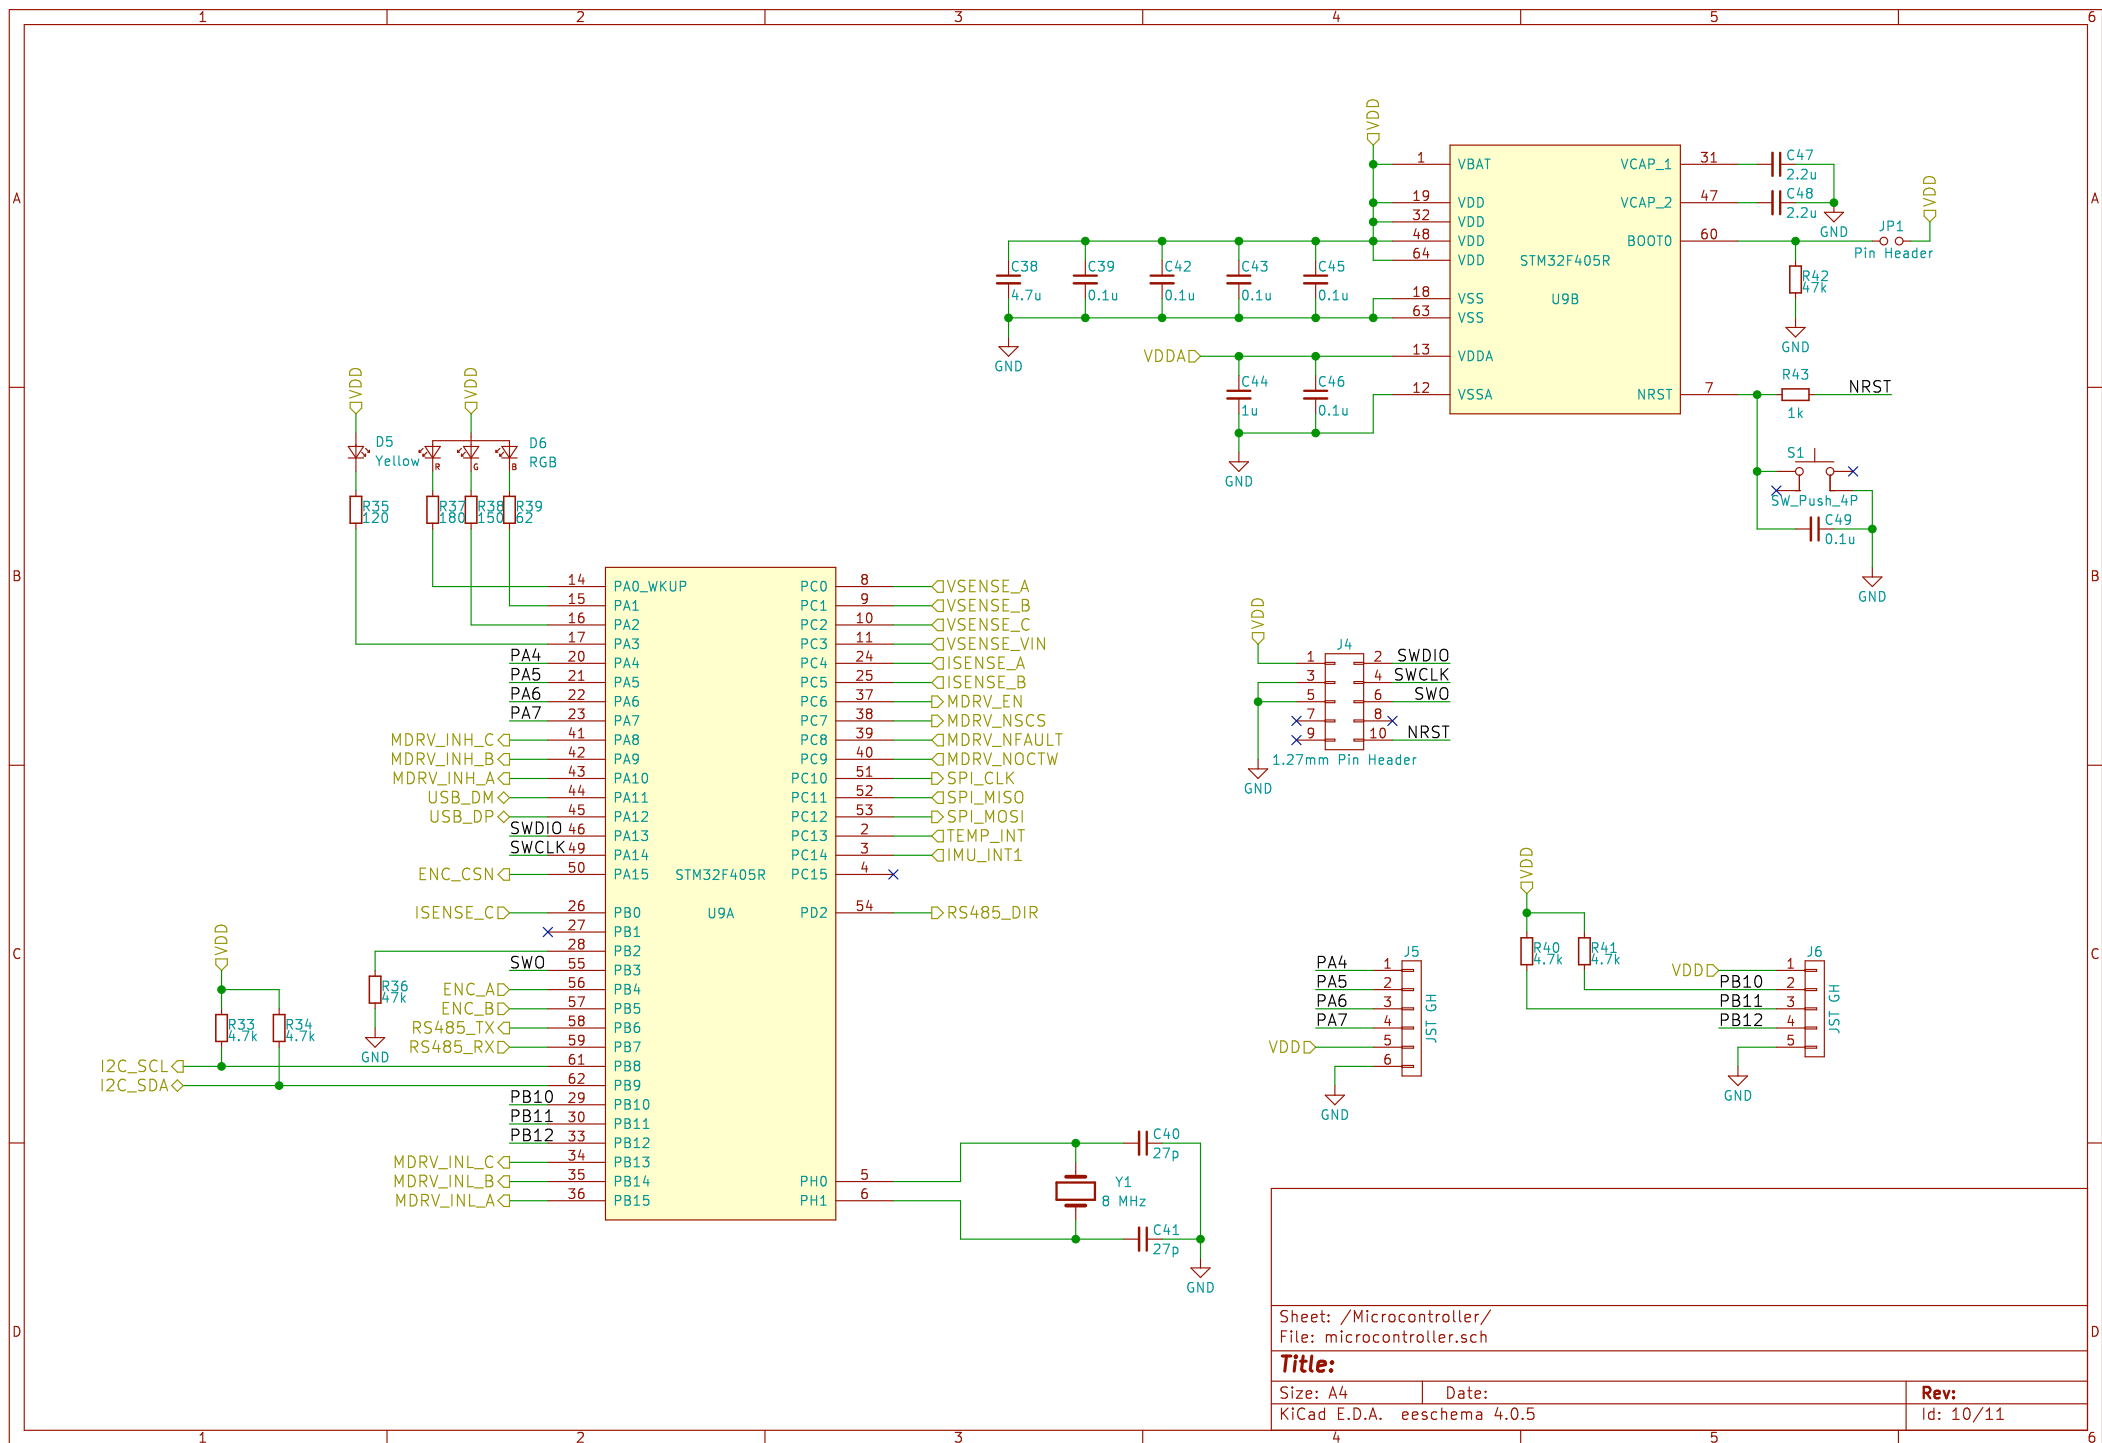 1 2 3 4 5 6
A
B
C
D
A
B
C
D
1 2 3 4 5 6
VDD
1 VBAT
19 VDD
32 VDD
48 VDD
64 VDD
18 VSS
63 VSS
13 VDDA
12 VSSA
STM32F405R
U9B
VCAP_1 31
VCAP_2 47
BOOT0 60
NRST 7
C47
2.2u
C48
2.2u
GND
VDD
JP1
Pin Header
R42
47k
GND
R43
1k
NRST
S1
SW_Push_4P
C49
0.1u
GND
C38
4.7u
C39
0.1u
C42
0.1u
C43
0.1u
C45
0.1u
GND
VDDA
C44
1u
C46
0.1u
GND
VDD
VDD
D5
Yellow
R
G
B
D6
RGB
R35
120
R37
180
R38
150
R39
62
14 PA0_WKUP
15 PA1
16 PA2
17 PA3
PA4 20 PA4
PA5 21 PA5
PA6 22 PA6
PA7 23 PA7
MDRV_INH_C 41 PA8
MDRV_INH_B 42 PA9
MDRV_INH_A 43 PA10
USB_DM 44 PA11
USB_DP 45 PA12
SWDIO 46 PA13
SWCLK 49 PA14
ENC_CSN 50 PA15
ISENSE_C 26 PB0
27 PB1
28 PB2
SWO 55 PB3
ENC_A 56 PB4
ENC_B 57 PB5
RS485_TX 58 PB6
RS485_RX 59 PB7
I2C_SCL 61 PB8
I2C_SDA 62 PB9
PB10 29 PB10
PB11 30 PB11
PB12 33 PB12
MDRV_INL_C 34 PB13
MDRV_INL_B 35 PB14
MDRV_INL_A 36 PB15
STM32F405R
U9A
PC0 8 VSENSE_A
PC1 9 VSENSE_B
PC2 10 VSENSE_C
PC3 11 VSENSE_VIN
PC4 24 ISENSE_A
PC5 25 ISENSE_B
PC6 37 MDRV_EN
PC7 38 MDRV_NSCS
PC8 39 MDRV_NFAULT
PC9 40 MDRV_NOCTW
PC10 51 SPI_CLK
PC11 52 SPI_MISO
PC12 53 SPI_MOSI
PC13 2 TEMP_INT
PC14 3 IMU_INT1
PC15 4
PD2 54 RS485_DIR
PH0 5
PH1 6
VDD
R33
4.7k
R34
4.7k
R36
47k
GND
C40
27p
Y1
8 MHz
C41
27p
GND
VDD
J4
1 2 SWDIO
3 4 SWCLK
5 6 SWO
7 8
9 10 NRST
1.27mm Pin Header
GND
J5
PA4 1
PA5 2
PA6 3
PA7 4
VDD 5
6
JST GH
GND
VDD
R40
4.7k
R41
4.7k
J6
VDD 1
PB10 2
PB11 3
PB12 4
5
JST GH
GND
Sheet: /Microcontroller/
File: microcontroller.sch
Title:
Size: A4 Date: Rev:
KiCad E.D.A. eeschema 4.0.5 Id: 10/11